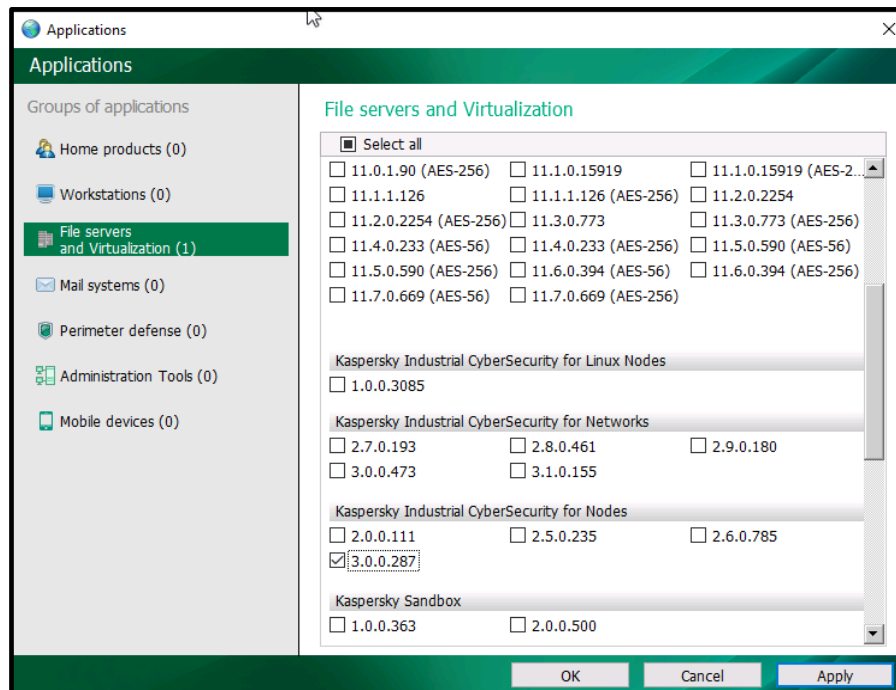 Applications
Applications
Groups of applications
Home products (0)
Workstations (0)
File servers
and Virtualization (1)
Mail systems (0)
Perimeter defense (0)
Administration Tools (0)
Mobile devices (0)
File servers and Virtualization
Select all
11.0.1.90 (AES-256) 11.1.0.15919 11.1.0.15919 (AES-2...
11.1.1.126 11.1.1.126 (AES-256) 11.2.0.2254
11.2.0.2254 (AES-256) 11.3.0.773 11.3.0.773 (AES-256)
11.4.0.233 (AES-56) 11.4.0.233 (AES-256) 11.5.0.590 (AES-56)
11.5.0.590 (AES-256) 11.6.0.394 (AES-56) 11.6.0.394 (AES-256)
11.7.0.669 (AES-56) 11.7.0.669 (AES-256)
Kaspersky Industrial CyberSecurity for Linux Nodes
1.0.0.3085
Kaspersky Industrial CyberSecurity for Networks
2.7.0.193 2.8.0.461 2.9.0.180
3.0.0.473 3.1.0.155
Kaspersky Industrial CyberSecurity for Nodes
2.0.0.111 2.5.0.235 2.6.0.785
3.0.0.287
Kaspersky Sandbox
1.0.0.363 2.0.0.500
OK Cancel Apply